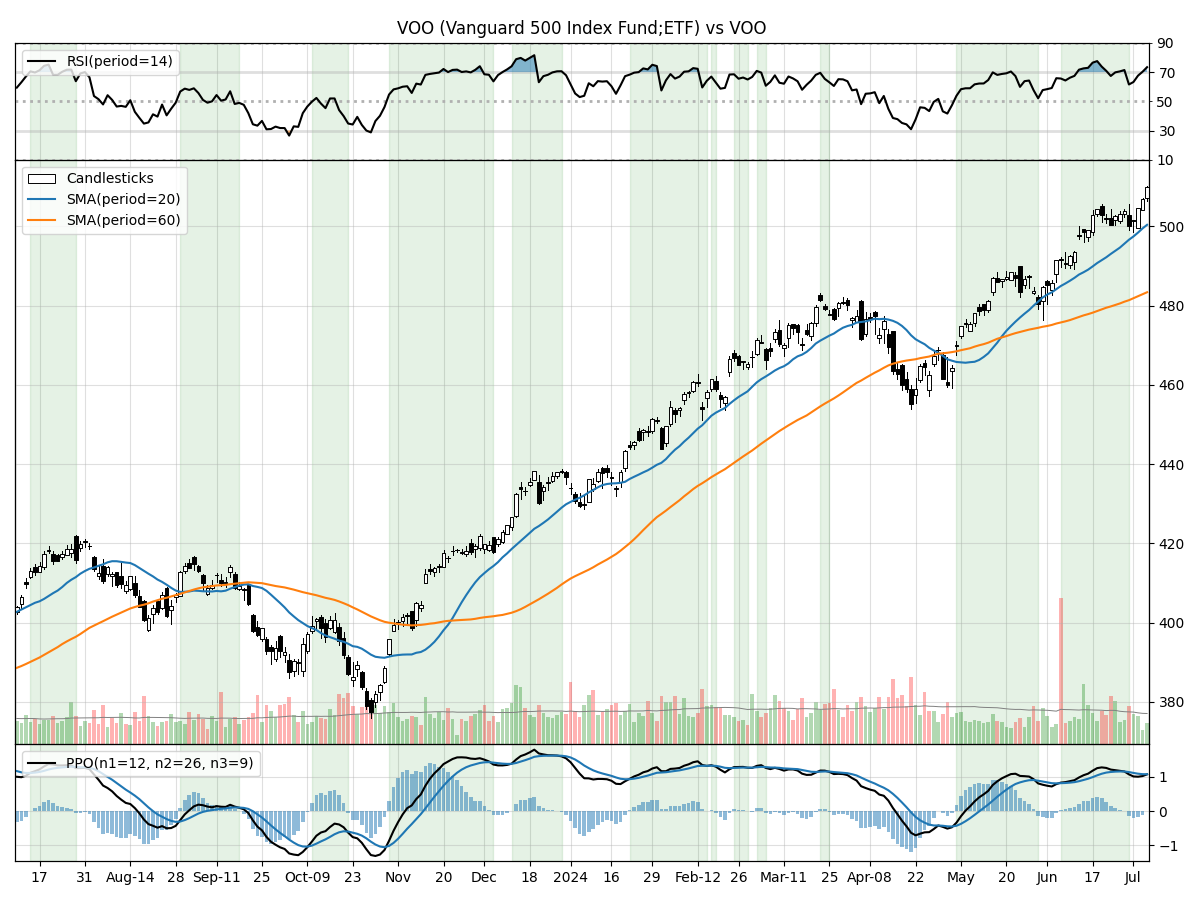 VOO (Vanguard 500 Index Fund;ETF) vs VOO
RSI(period=14)
90
70
50
30
10
Candlesticks
SMA(period=20)
SMA(period=60)
500
480
460
440
420
400
380
PPO(n1=12, n2=26, n3=9)
1
0
−1
17 31 Aug-14 28 Sep-11 25 Oct-09 23 Nov 20 Dec 18 2024 16 29 Feb-12 26 Mar-11 25 Apr-08 22 May 20 Jun 17 Jul